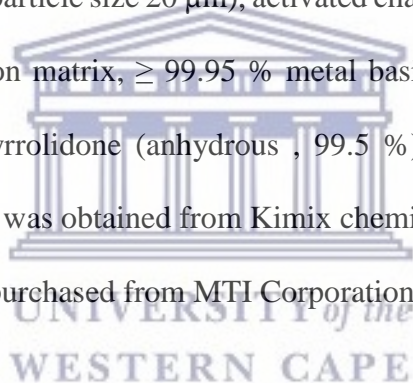 particle size 20 μm), activated cha
on matrix, ≥ 99.95 % metal basi
yrrolidone (anhydrous , 99.5 %)
was obtained from Kimix chemi
purchased from MTI Corporation
UNIVERSITY of the
WESTERN CAPE